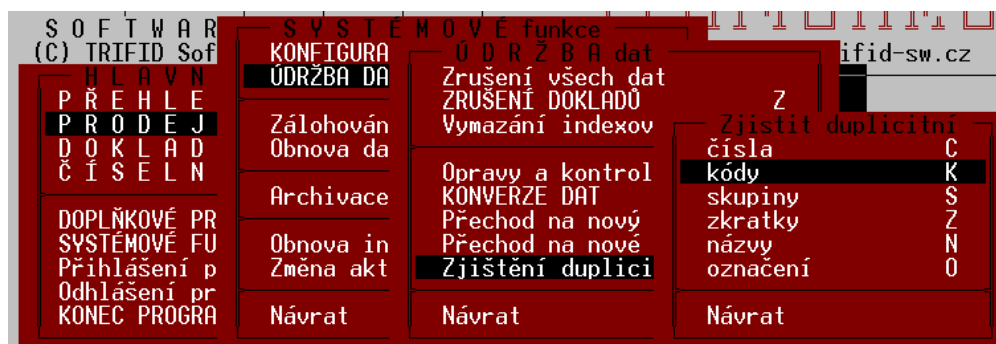 S O F T W A R
(C) TRIFID Sof
ifid-sw.cz
H L A V N
P Ř E H L E
P R O D E J
D O K L A D
Č Í S E L N
DOPLŇKOVÉ PR
SYSTÉMOVÉ FU
Přihlášení p
Odhlášení pr
KONEC PROGRA
S Y S T É M O V É funkce
KONFIGURA
ÚDRŽBA DA
Zálohován
Obnova da
Archivace
Obnova in
Změna akt
Návrat
Ú D R Ž B A dat
Zrušení všech dat
ZRUŠENÍ DOKLADŮ Z
Vymazání indexov
Opravy a kontrol
KONVERZE DAT
Přechod na nový
Přechod na nové
Zjištění duplici
Návrat
Zjistit duplicitní
čísla C
kódy K
skupiny S
zkratky Z
názvy N
označení O
Návrat